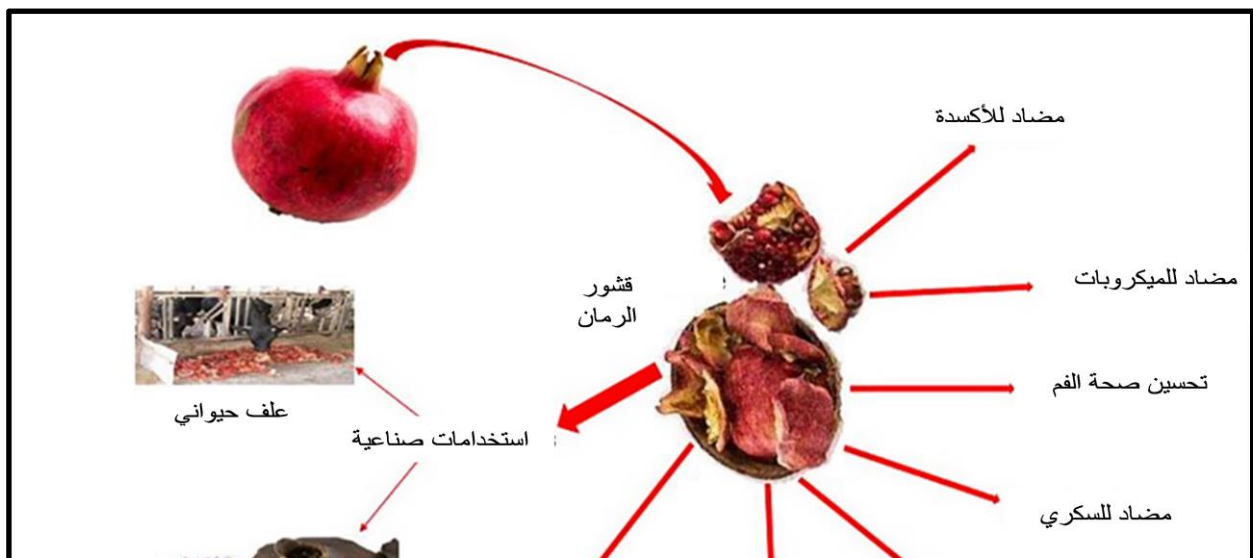 مضاد للأكسدة
مضاد للميكروبات
قشور
الرمان
تحسين صحة الفم
علف حيواني
استخدامات صناعية
مضاد للسكري